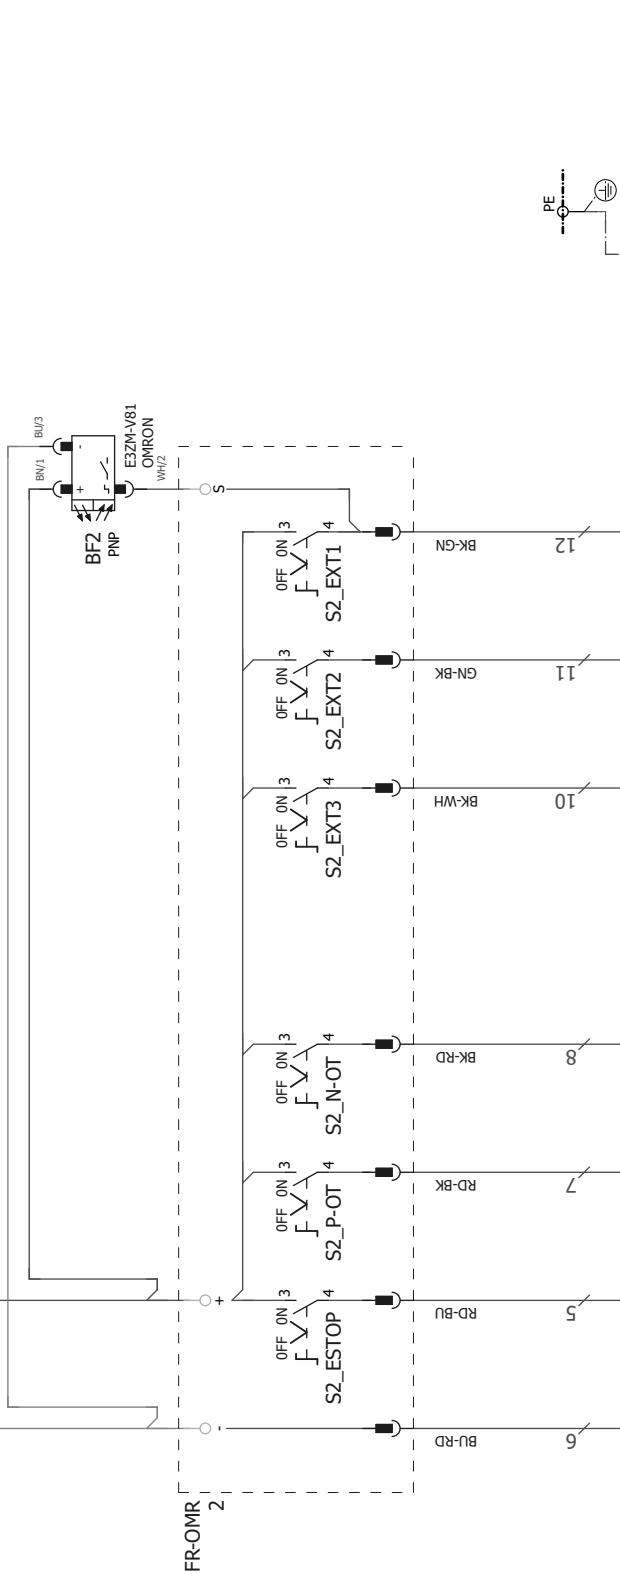 PE
BU/3
BN/1
E3ZM-V81
OMRON
WH/2
-
+
BF2
PNP
S
3
4
OFF ON
S2_EXT1
BK-GN
12
3
4
OFF ON
S2_EXT2
GN-BK
11
3
4
OFF ON
S2_EXT3
BK-WH
10
3
4
OFF ON
S2_N-OT
BK-RD
8
3
4
OFF ON
S2_P-OT
RD-BK
7
+
3
4
OFF ON
S2_ESTOP
RD-BU
5
-
BU-RD
6
FR-OMR
2